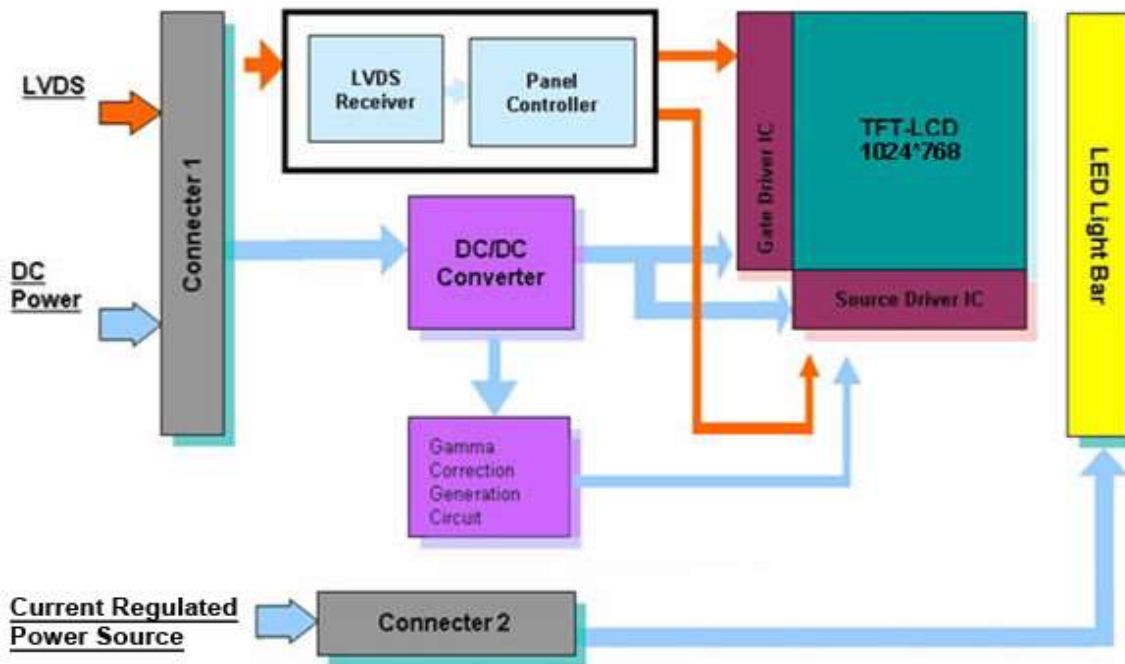 LVDS
DC
Power
Connecter 1
LVDS
Receiver
Panel
Controller
DC/DC
Converter
Gamma
Correction
Generation
Circuit
Gate Driver IC
TFT-LCD
1024*768
Source Driver IC
LED Light Bar
Current Regulated
Power Source
Connecter 2